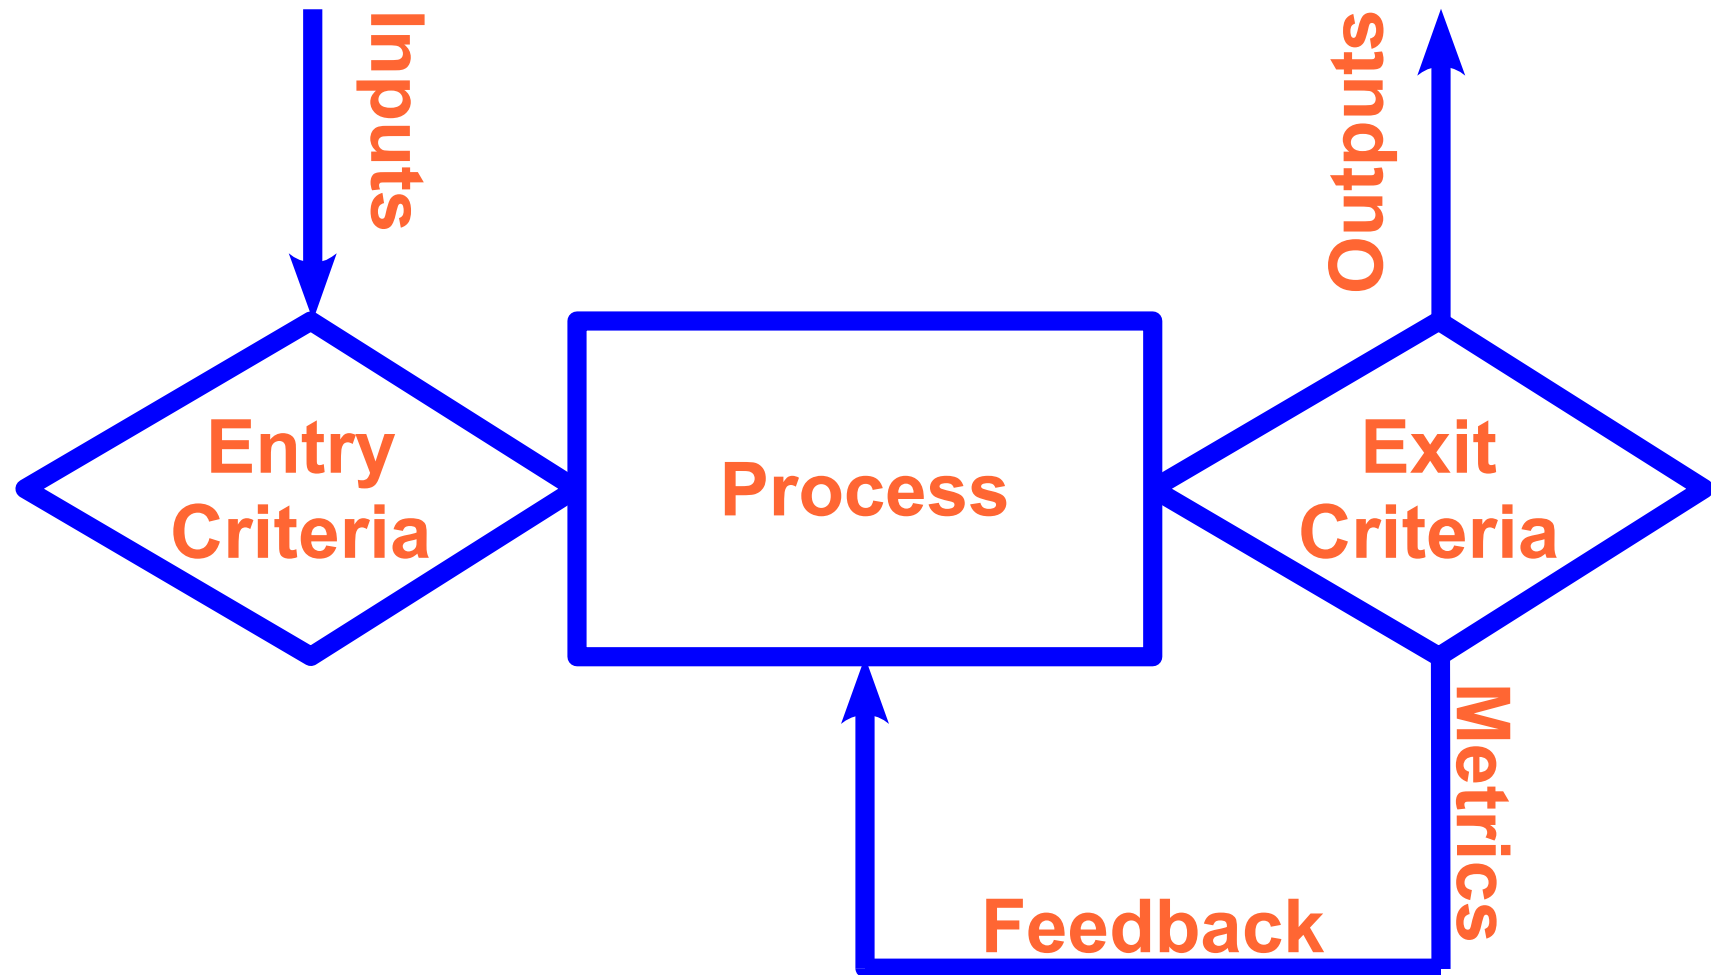 Inputs
Outputs
Entry
Criteria
Process
Exit
Criteria
Metrics
Feedback